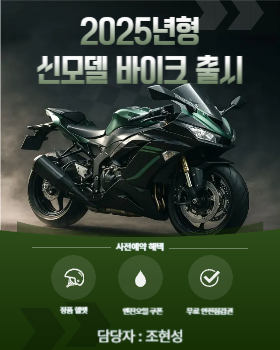 2025년형
신모델 바이크 출시
사전예약 혜택
정품 헬멧
엔진오일 쿠폰
무료 안전점검권
담당자 : 조현성